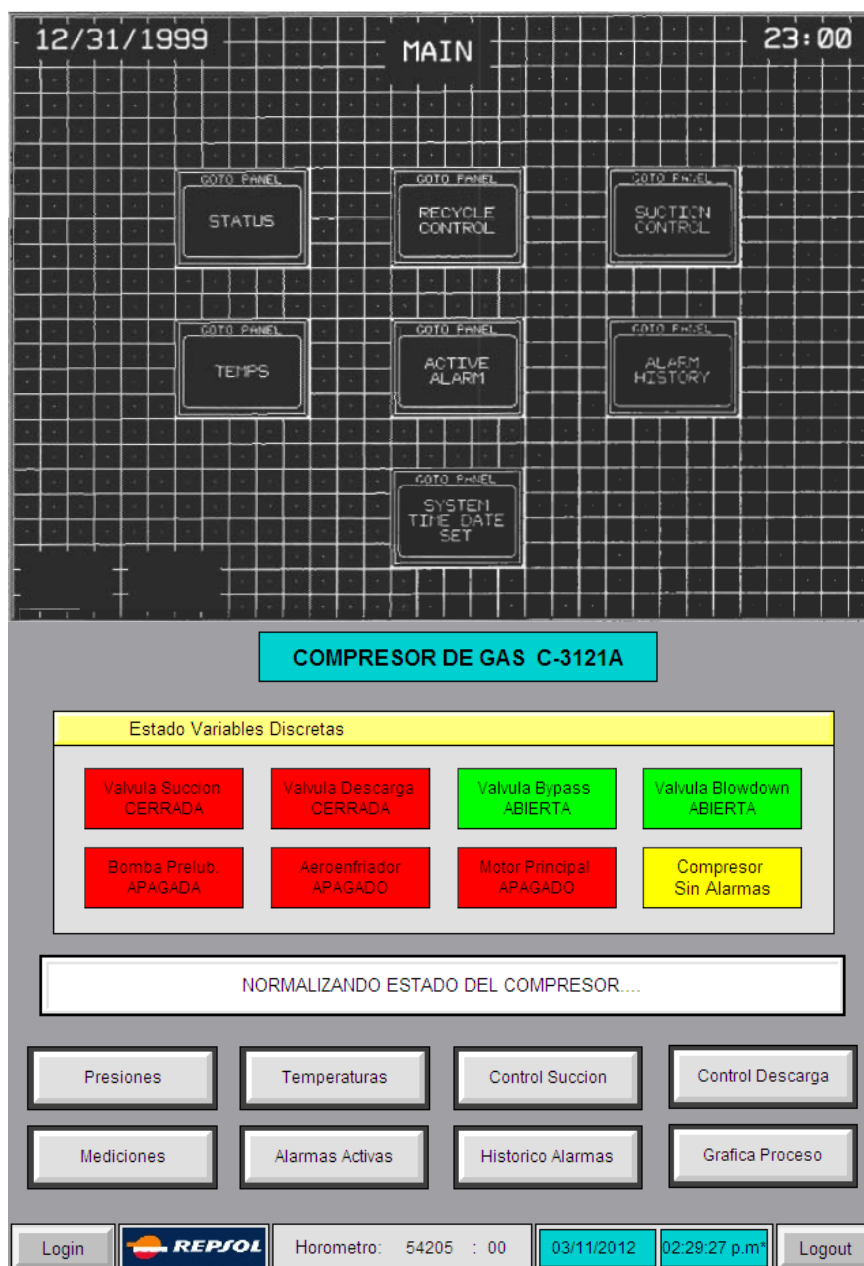 12/31/1999
MAIN
23:00
GOTO PANEL
STATUS
GOTO PANEL
RECYCLE
CONTROL
GOTO PANEL
SUCTION
CONTROL
GOTO PANEL
TEMPS
GOTO PANEL
ACTIVE
ALARM
GOTO PANEL
ALARM
HISTORY
GOTO PANEL
SYSTEM
TIME DATE
SET
COMPRESOR DE GAS C-3121A
Estado Variables Discretas
Valvula Succion
CERRADA
Valvula Descarga
CERRADA
Valvula Bypass
ABIERTA
Valvula Blowdown
ABIERTA
Bomba Prelub.
APAGADA
Aeroenfriador
APAGADO
Motor Principal
APAGADO
Compresor
Sin Alarmas
NORMALIZANDO ESTADO DEL COMPRESOR....
Presiones
Temperaturas
Control Succion
Control Descarga
Mediciones
Alarmas Activas
Historico Alarmas
Grafica Proceso
Login
REPSOL
Horometro: 54205 : 00
03/11/2012
02:29:27 p.m*
Logout